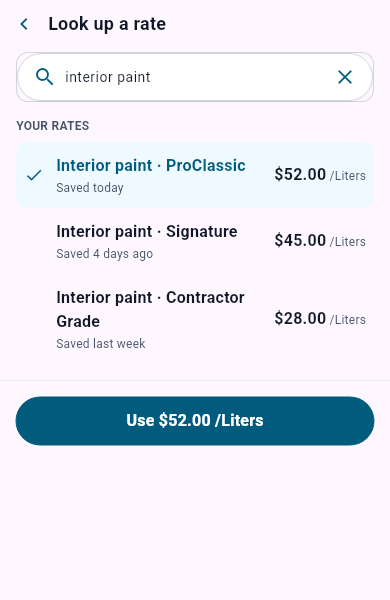 Look up a rate
interior paint
YOUR RATES
Interior paint · ProClassic
Saved today
$52.00 /Liters
Interior paint · Signature
Saved 4 days ago
$45.00 /Liters
Interior paint · Contractor
Grade
Saved last week
$28.00 /Liters
Use $52.00 /Liters